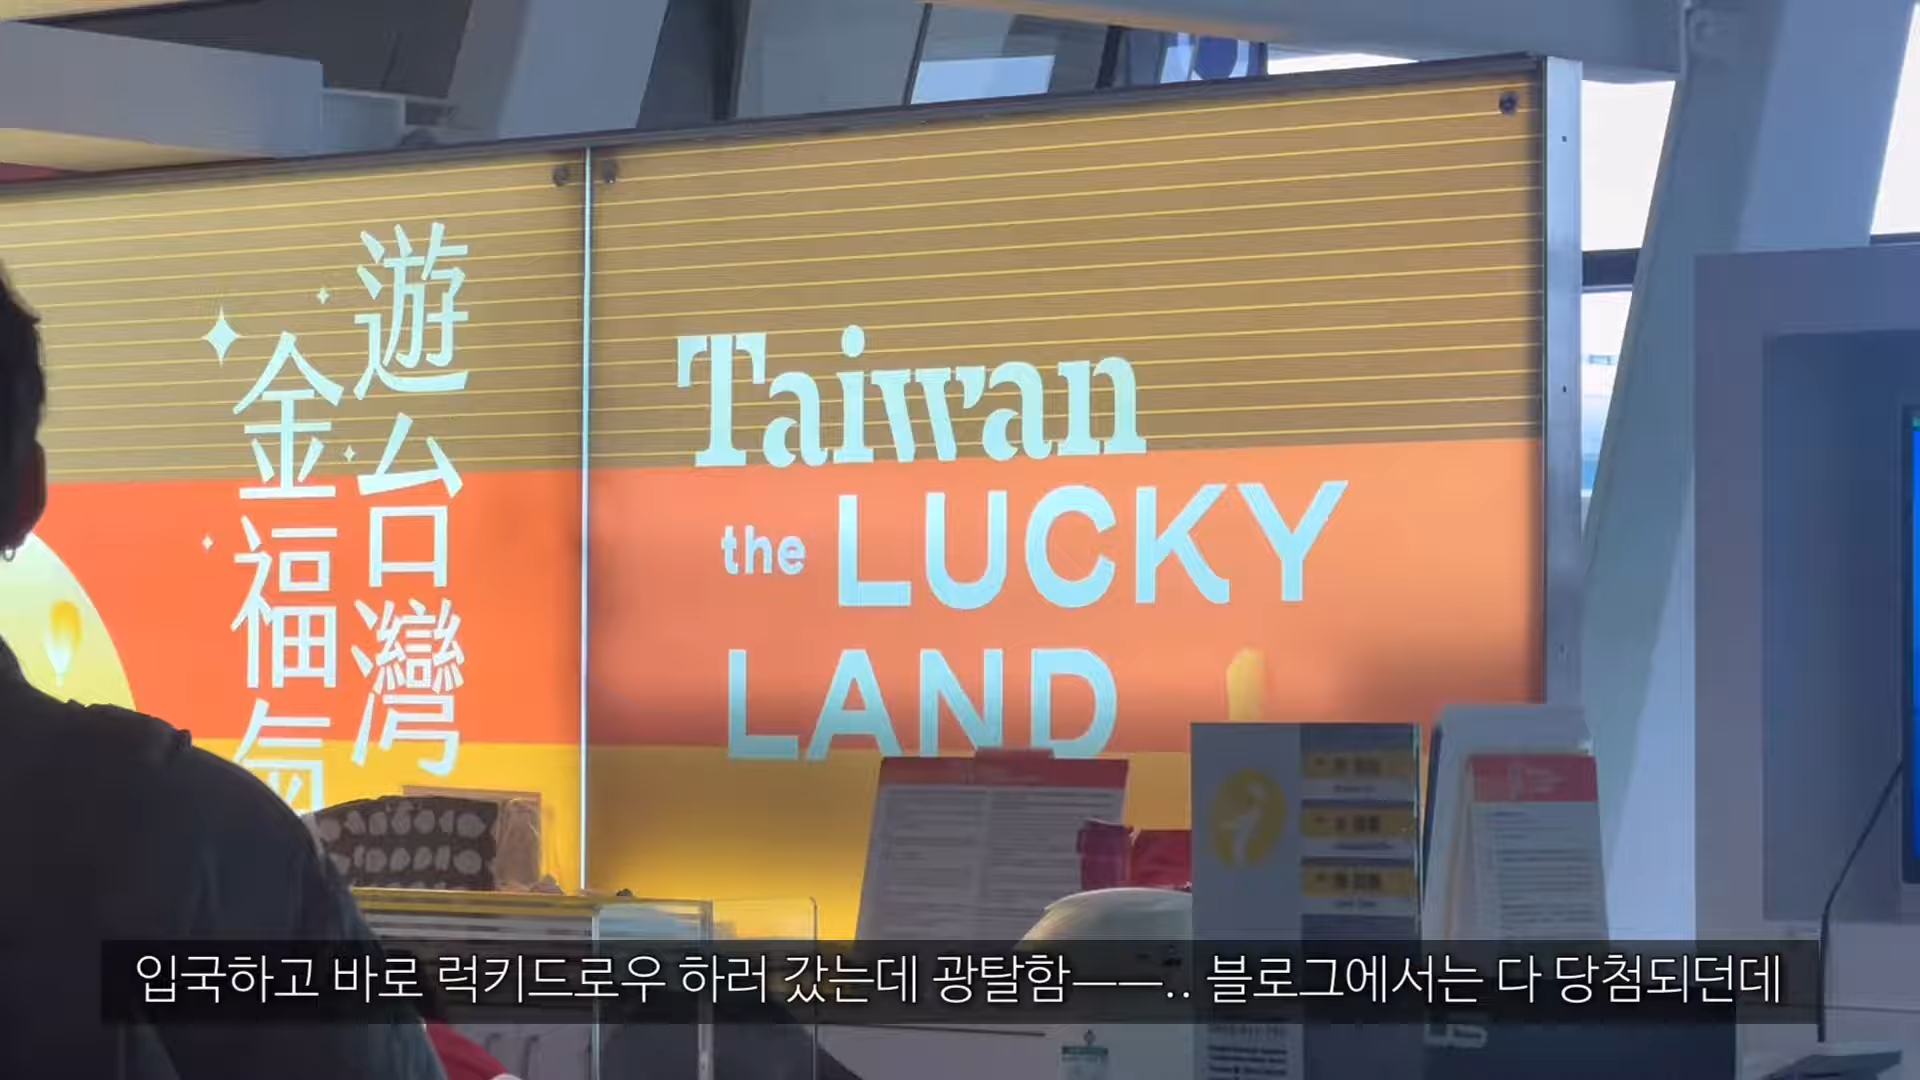 遊台灣
金福氣
Taiwan
the LUCKY
LAND
입국하고 바로 럭키드로우 하러 갔는데 광탈함ㅡㅡ.. 블로그에서는 다 당첨되던데